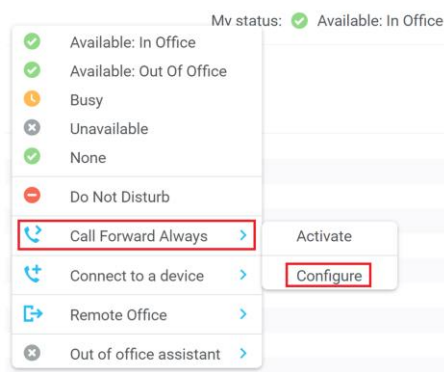 My status: Available: In Office
Available: In Office
Available: Out Of Office
Busy
Unavailable
None
Do Not Disturb
Call Forward Always
Activate
Connect to a device
Configure
Remote Office
Out of office assistant